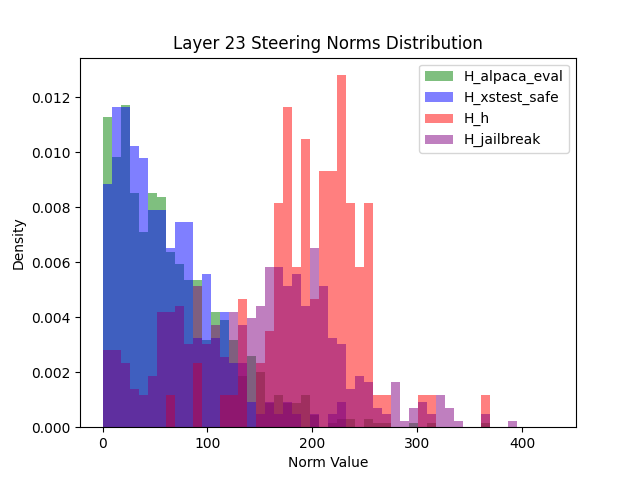 Layer 23 Steering Norms Distribution
H_alpaca_eval
H_xstest_safe
H_h
H_jailbreak
0.012
0.010
0.008
0.006
0.004
0.002
0.000
Density
0 100 200 300 400
Norm Value